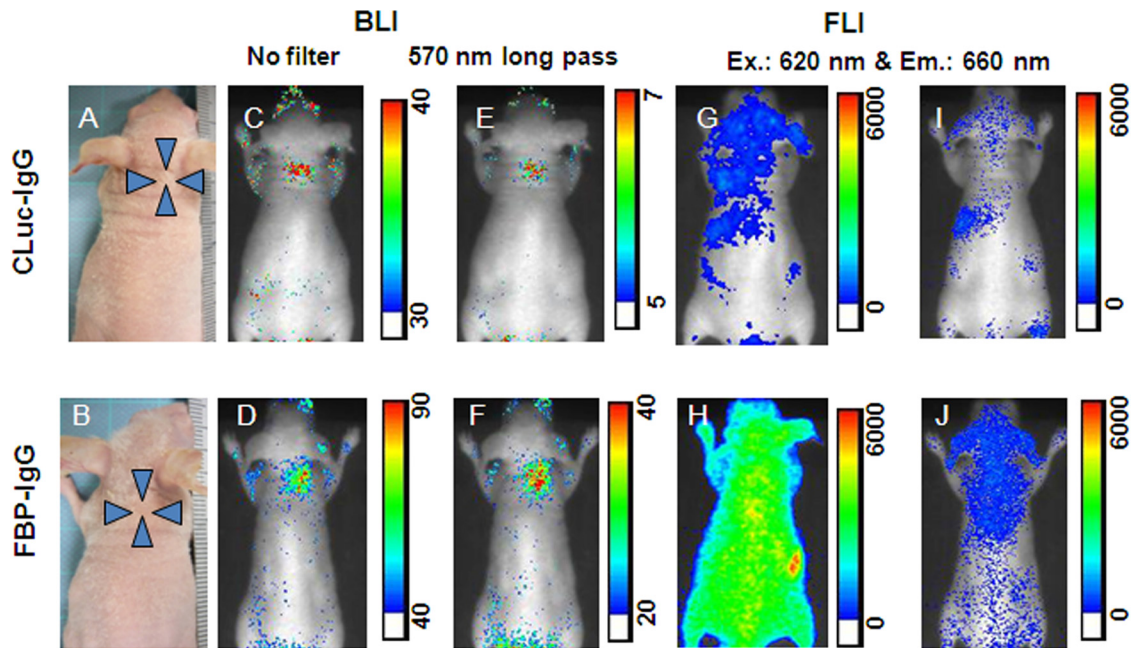 BLI FLI
No filter 570 nm long pass Ex.: 620 nm & Em.: 660 nm
CLuc-IgG
A C 40 30 E 7 5 G 6000 0 I 6000 0
FBP-IgG
B D 90 40 F 40 20 H 6000 0 J 6000 0